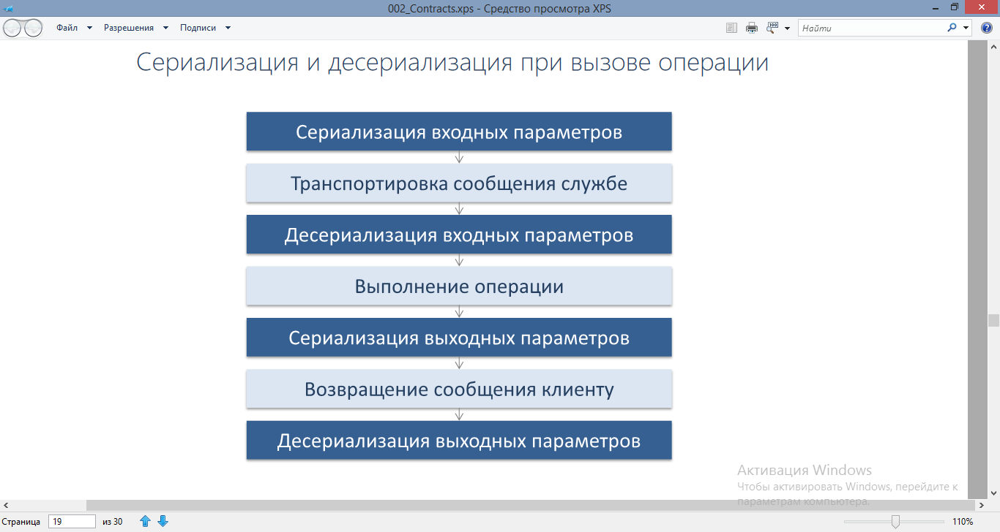 002_Contracts.xps - Средство просмотра XPS
Файл Разрешения Подписи 100 Найти ?
Сериализация и десериализация при вызове операции
Сериализация входных параметров
Транспортировка сообщения службе
Десериализация входных параметров
Выполнение операции
Сериализация выходных параметров
Возвращение сообщения клиенту
Десериализация выходных параметров
Активация Windows
Чтобы активировать Windows, перейдите к
параметрам компьютера.
Страница 19 из 30 110%